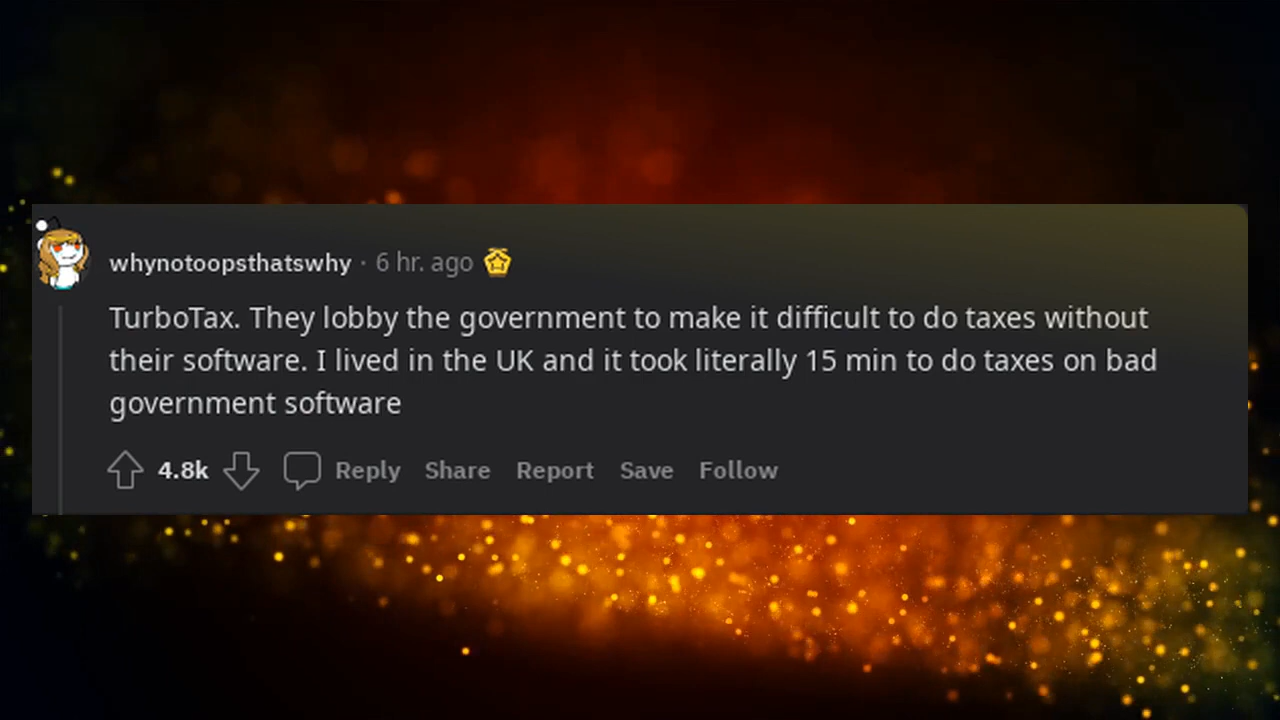 whynotoopsthatswhy · 6 hr. ago
TurboTax. They lobby the government to make it difficult to do taxes without
their software. I lived in the UK and it took literally 15 min to do taxes on bad
government software
4.8k Reply Share Report Save Follow